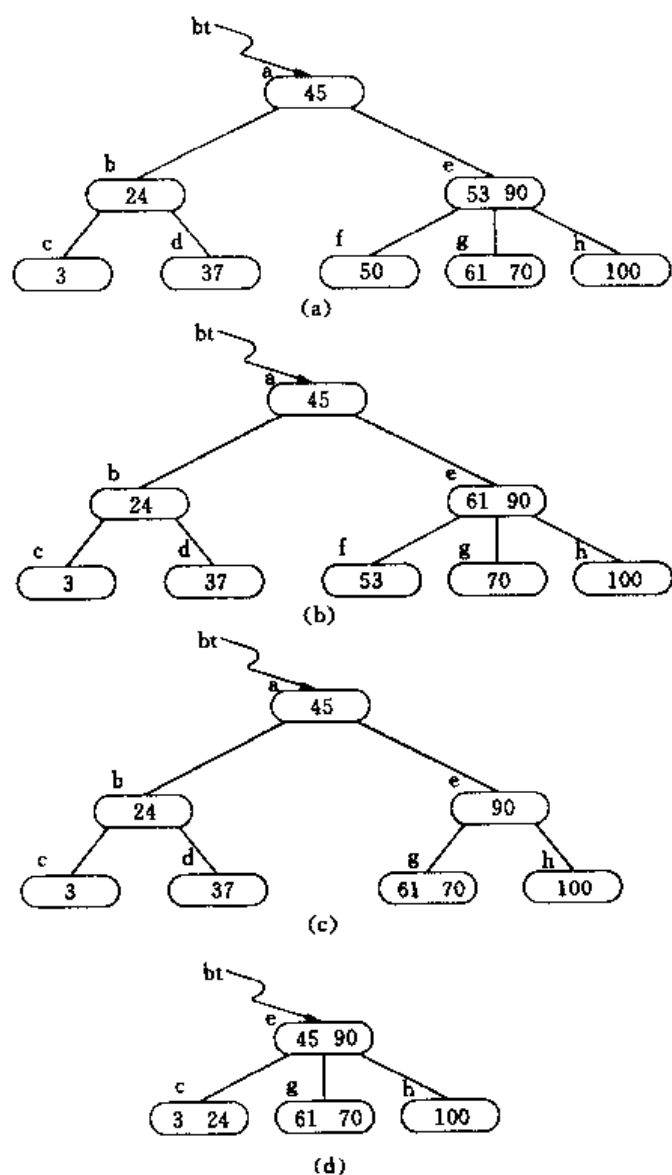 bt
a
45
b e
24 53 90
c d f g h
3 37 50 61 70 100
(a)
bt
a
45
b e
24 61 90
c d f g h
3 37 53 70 100
(b)
bt
a
45
b e
24 90
c d g h
3 37 61 70 100
(c)
bt
e
45 90
c g h
3 24 61 70 100
(d)